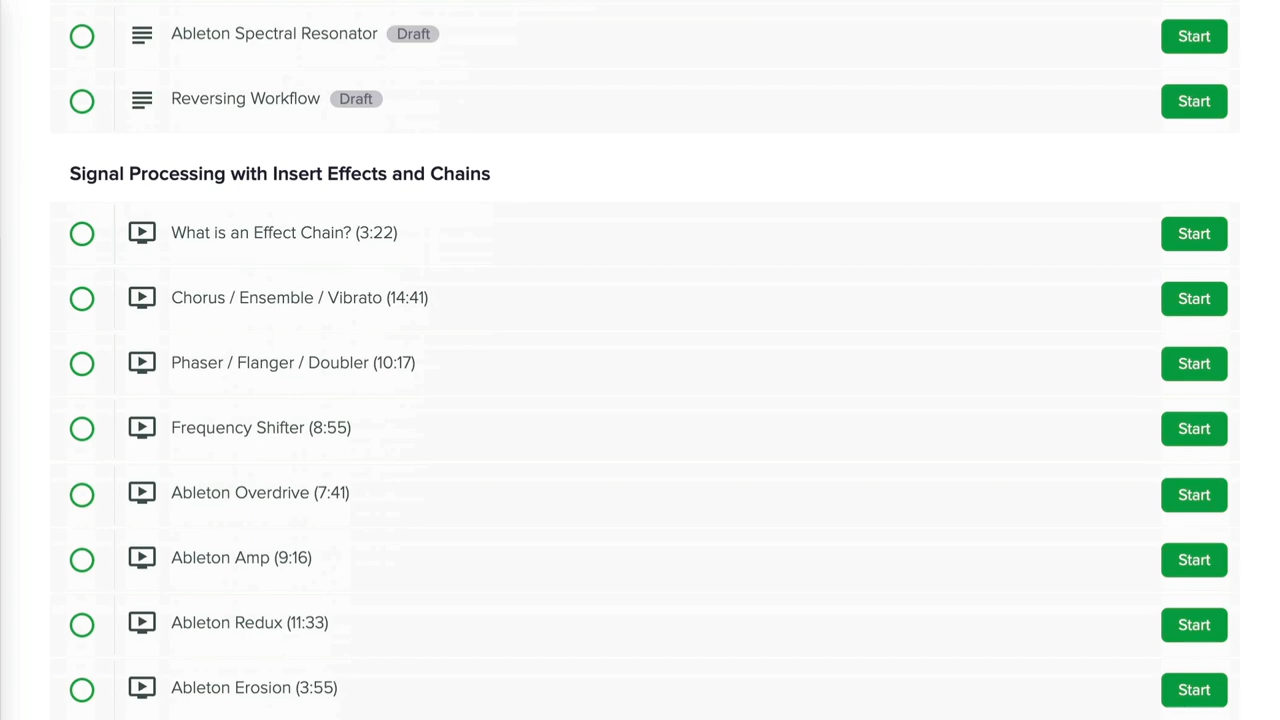 Ableton Spectral Resonator Draft Start
Reversing Workflow Draft Start
Signal Processing with Insert Effects and Chains
What is an Effect Chain? (3:22) Start
Chorus / Ensemble / Vibrato (14:41) Start
Phaser / Flanger / Doubler (10:17) Start
Frequency Shifter (8:55) Start
Ableton Overdrive (7:41) Start
Ableton Amp (9:16) Start
Ableton Redux (11:33) Start
Ableton Erosion (3:55) Start